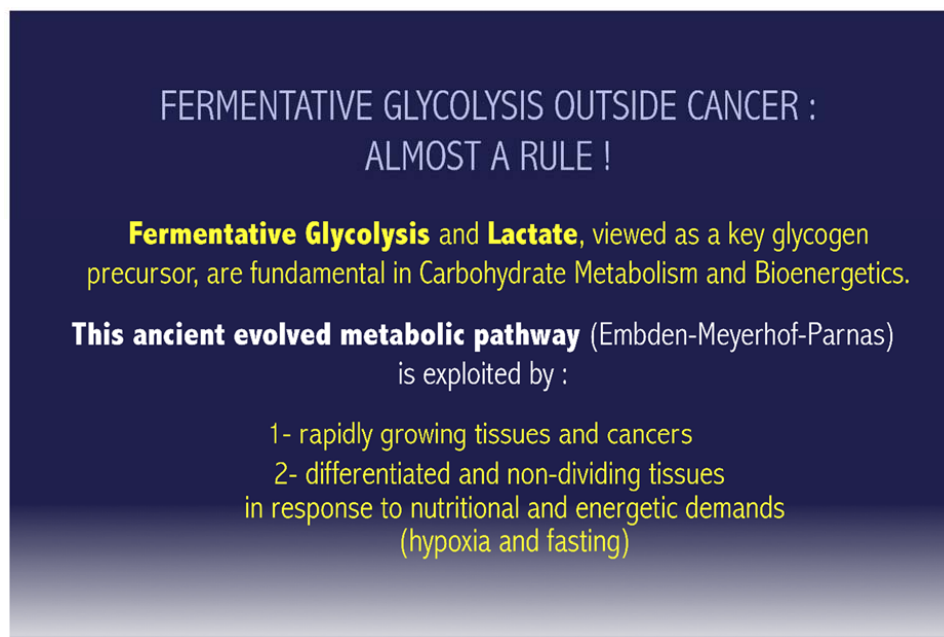 FERMENTATIVE GLYCOLYSIS OUTSIDE CANCER :
ALMOST A RULE !
Fermentative Glycolysis and Lactate, viewed as a key glycogen
precursor, are fundamental in Carbohydrate Metabolism and Bioenergetics.
This ancient evolved metabolic pathway (Embden-Meyerhof-Parnas)
is exploited by :
1- rapidly growing tissues and cancers
2- differentiated and non-dividing tissues
in response to nutritional and energetic demands
(hypoxia and fasting)